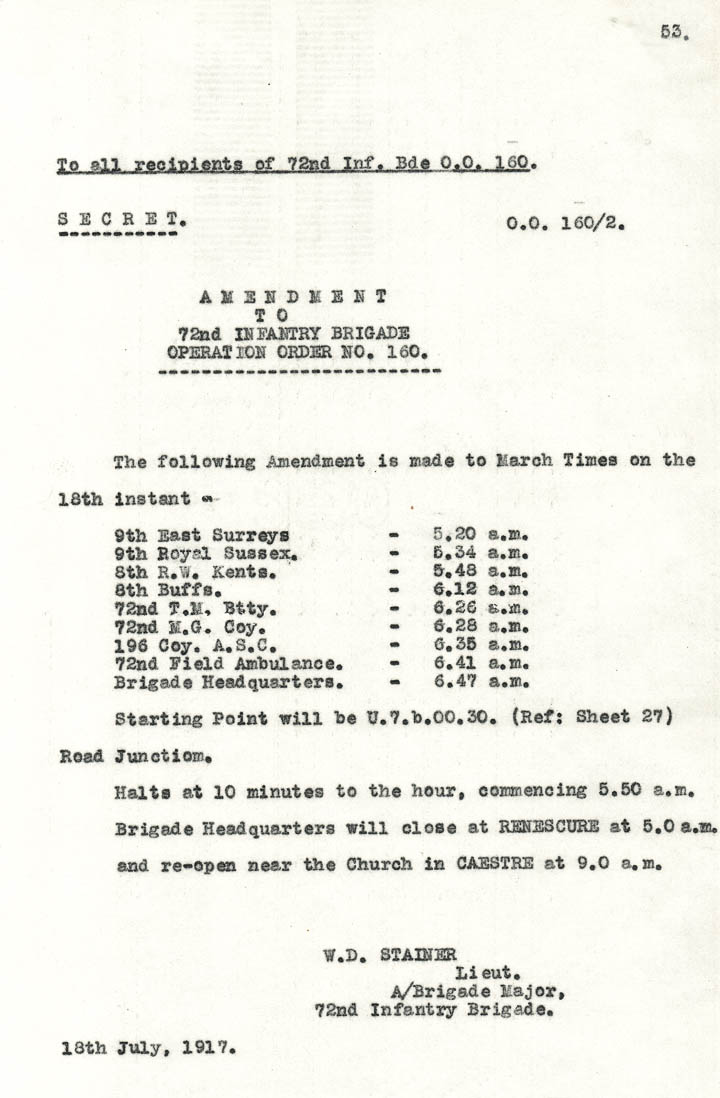 53.
To all recipients of 72nd Inf. Bde O.O. 160.
S E C R E T.
O.O. 160/2.
A M E N D M E N T
T O
72nd INFANTRY BRIGADE
OPERATION ORDER NO. 160.
The following Amendment is made to March Times on the
18th instant -
9th East Surreys - 5.20 a.m.
9th Royal Sussex. - 5.34 a.m.
8th R.W. Kents. - 5.48 a.m.
8th Buffs. - 6.12 a.m.
72nd T.M. Btty. - 6.26 a.m.
72nd M.G. Coy. - 6.28 a.m.
196 Coy. A.S.C. - 6.35 a.m.
72nd Field Ambulance. - 6.41 a.m.
Brigade Headquarters. - 6.47 a.m.
Starting Point will be U.7.b.00.30. (Ref: Sheet 27)
Road Junctiom.
Halts at 10 minutes to the hour, commencing 5.50 a.m.
Brigade Headquarters will close at RENESCURE at 5.0 a.m.
and re-open near the Church in CAESTRE at 9.0 a.m.
W.D. STAINER
Lieut.
A/Brigade Major,
72nd Infantry Brigade.
18th July, 1917.